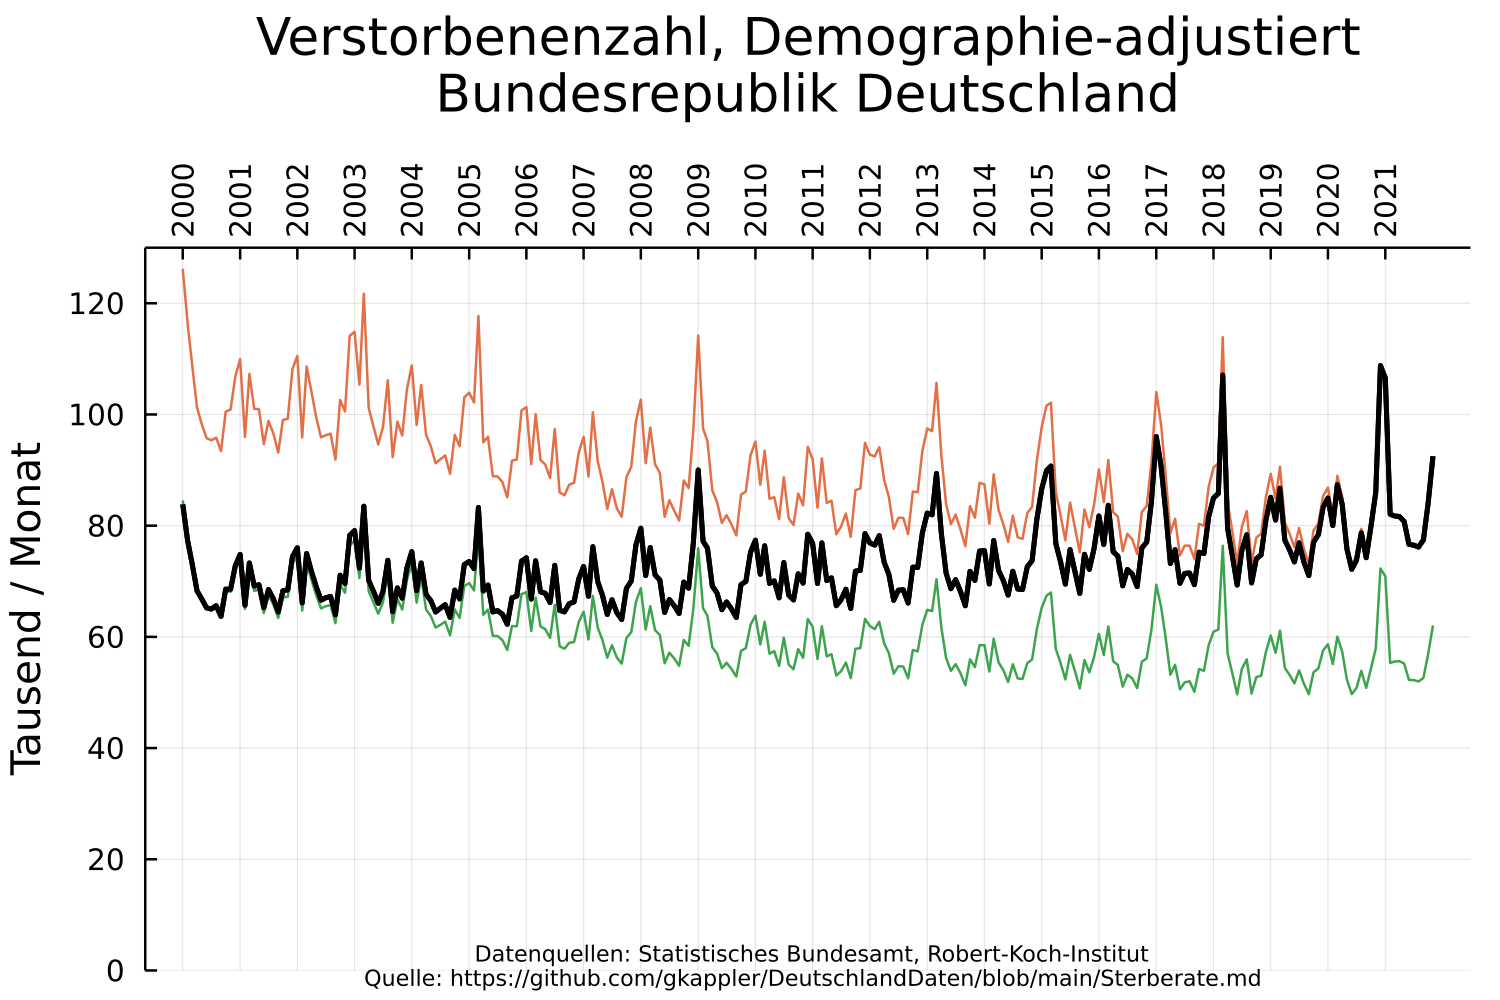 Verstorbenenzahl, Demographie-adjustiert
Bundesrepublik Deutschland
2000 2001 2002 2003 2004 2005 2006 2007 2008 2009 2010 2011 2012 2013 2014 2015 2016 2017 2018 2019 2020 2021
120
100
80
60
40
20
0
Tausend / Monat
Datenquellen: Statistisches Bundesamt, Robert-Koch-Institut
Quelle: https://github.com/gkappler/DeutschlandDaten/blob/main/Sterberate.md